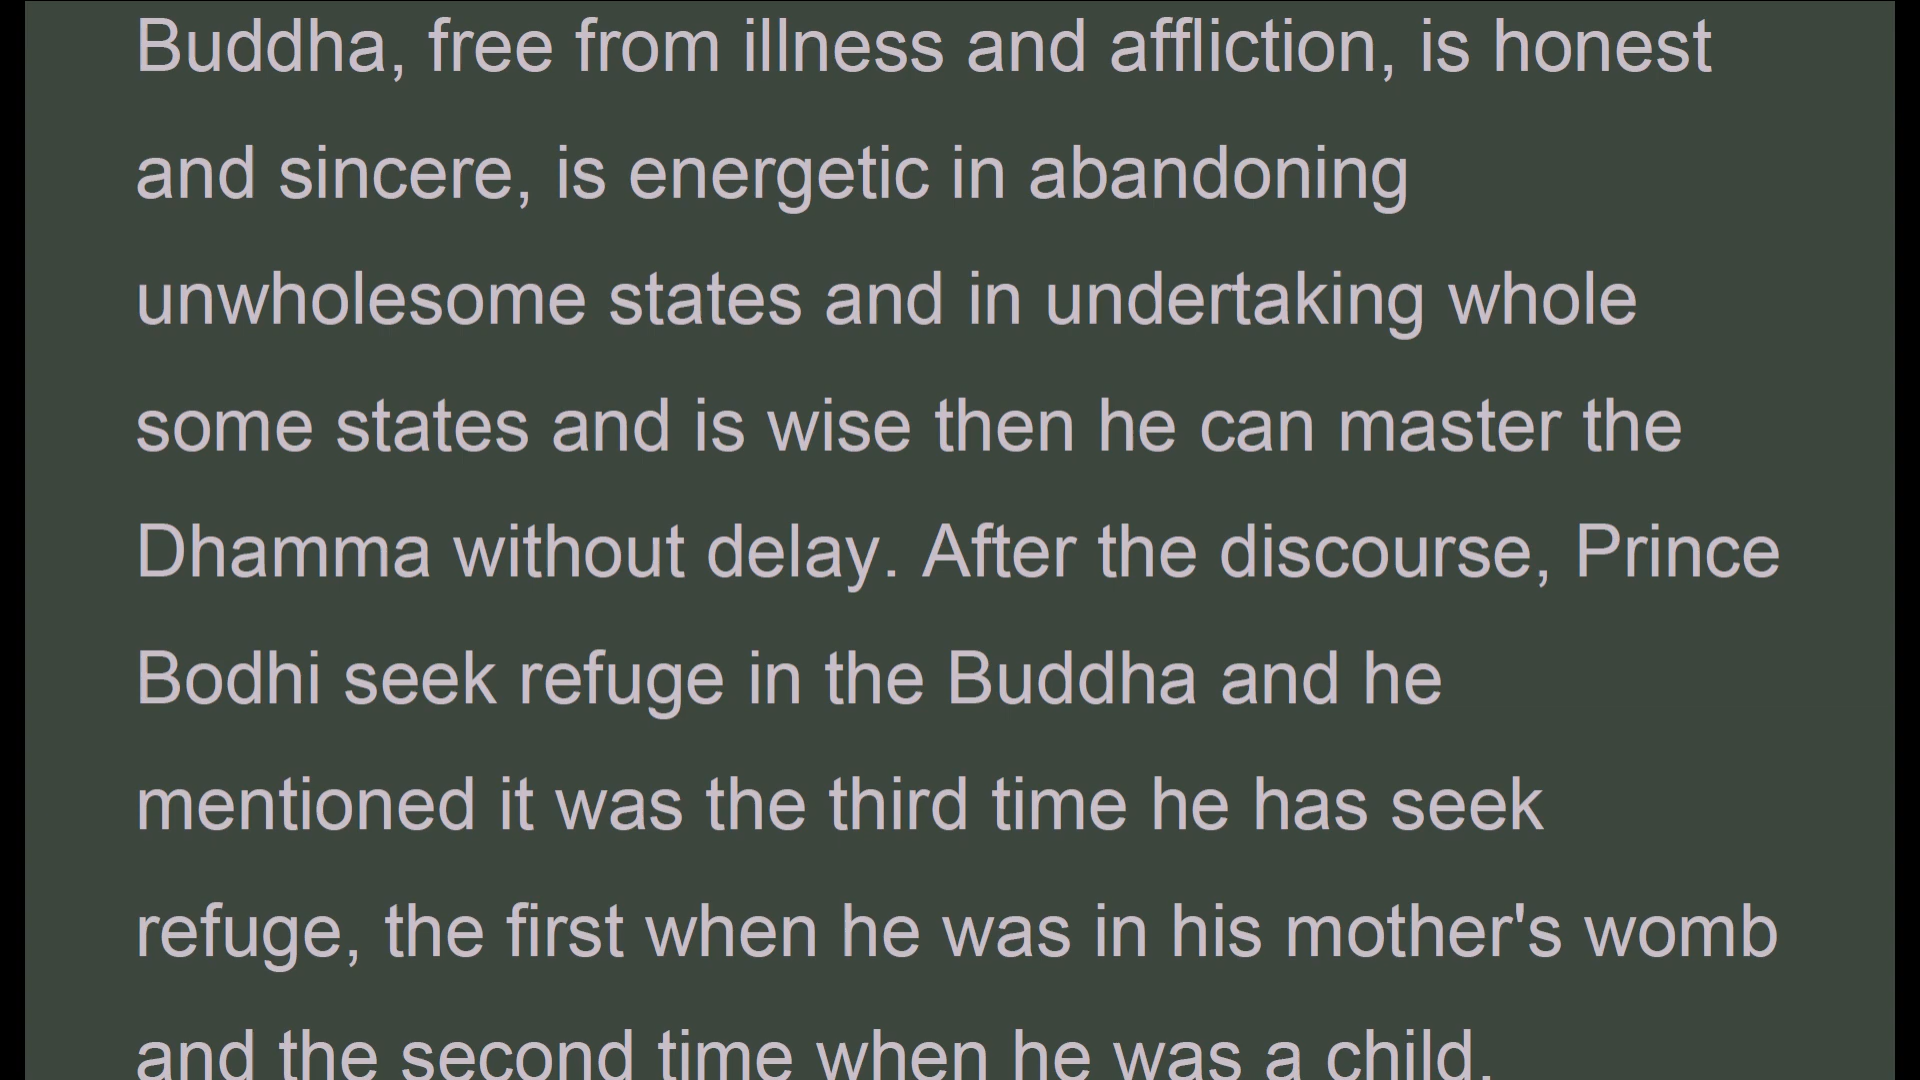 Buddha, free from illness and affliction, is honest
and sincere, is energetic in abandoning
unwholesome states and in undertaking whole
some states and is wise then he can master the
Dhamma without delay. After the discourse, Prince
Bodhi seek refuge in the Buddha and he
mentioned it was the third time he has seek
refuge, the first when he was in his mother's womb
and the second time when he was a child.